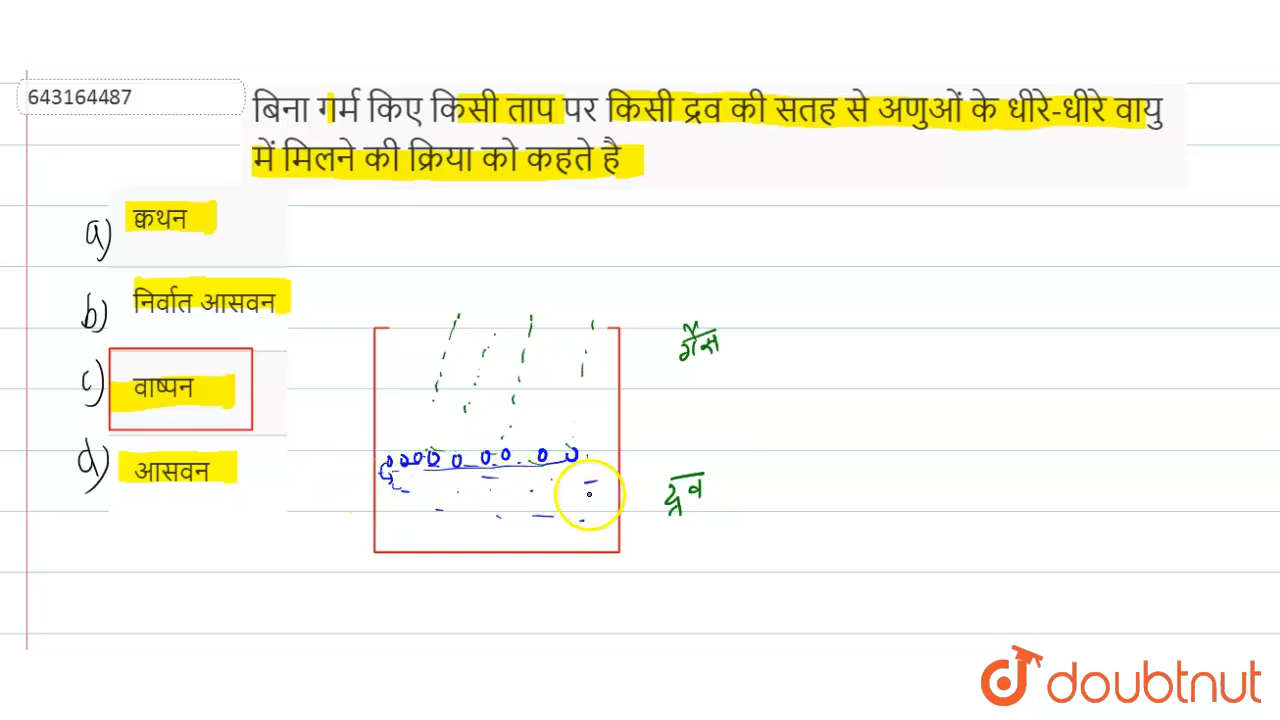 643164487
बिना गर्म किए किसी ताप पर किसी द्रव की सतह से अणुओं के धीरे-धीरे वायु
में मिलने की क्रिया को कहते है
a) क्वथन
b) निर्वात आसवन
c) वाष्पन
d) आसवन
गैस
द्रव
doubtnut